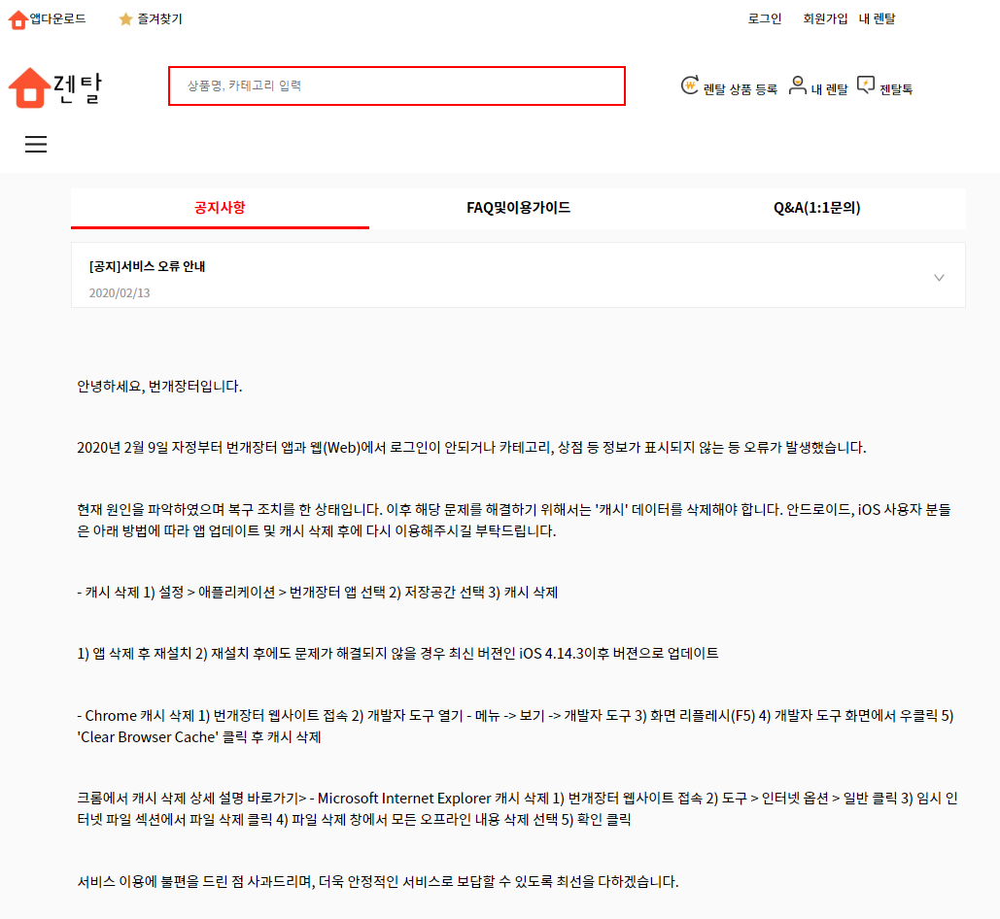 앱다운로드 즐겨찾기 로그인 회원가입 내 렌탈
젠탈 상품명, 카테고리 입력 렌탈 상품 등록 내 렌탈 젠탈톡
공지사항 FAQ및이용가이드 Q&A(1:1문의)
[공지]서비스 오류 안내
2020/02/13
안녕하세요, 번개장터입니다.
2020년 2월 9일 자정부터 번개장터 앱과 웹(Web)에서 로그인이 안되거나 카테고리, 상점 등 정보가 표시되지 않는 등 오류가 발생했습니다.
현재 원인을 파악하였으며 복구 조치를 한 상태입니다. 이후 해당 문제를 해결하기 위해서는 '캐시' 데이터를 삭제해야 합니다. 안드로이드, iOS 사용자 분들
은 아래 방법에 따라 앱 업데이트 및 캐시 삭제 후에 다시 이용해주시길 부탁드립니다.
- 캐시 삭제 1) 설정 > 애플리케이션 > 번개장터 앱 선택 2) 저장공간 선택 3) 캐시 삭제
1) 앱 삭제 후 재설치 2) 재설치 후에도 문제가 해결되지 않을 경우 최신 버젼인 iOS 4.14.3이후 버젼으로 업데이트
- Chrome 캐시 삭제 1) 번개장터 웹사이트 접속 2) 개발자 도구 열기 - 메뉴 -> 보기 -> 개발자 도구 3) 화면 리플레시(F5) 4) 개발자 도구 화면에서 우클릭 5)
'Clear Browser Cache' 클릭 후 캐시 삭제
크롬에서 캐시 삭제 상세 설명 바로가기> - Microsoft Internet Explorer 캐시 삭제 1) 번개장터 웹사이트 접속 2) 도구 > 인터넷 옵션 > 일반 클릭 3) 임시 인
터넷 파일 섹션에서 파일 삭제 클릭 4) 파일 삭제 창에서 모든 오프라인 내용 삭제 선택 5) 확인 클릭
서비스 이용에 불편을 드린 점 사과드리며, 더욱 안정적인 서비스로 보답할 수 있도록 최선을 다하겠습니다.